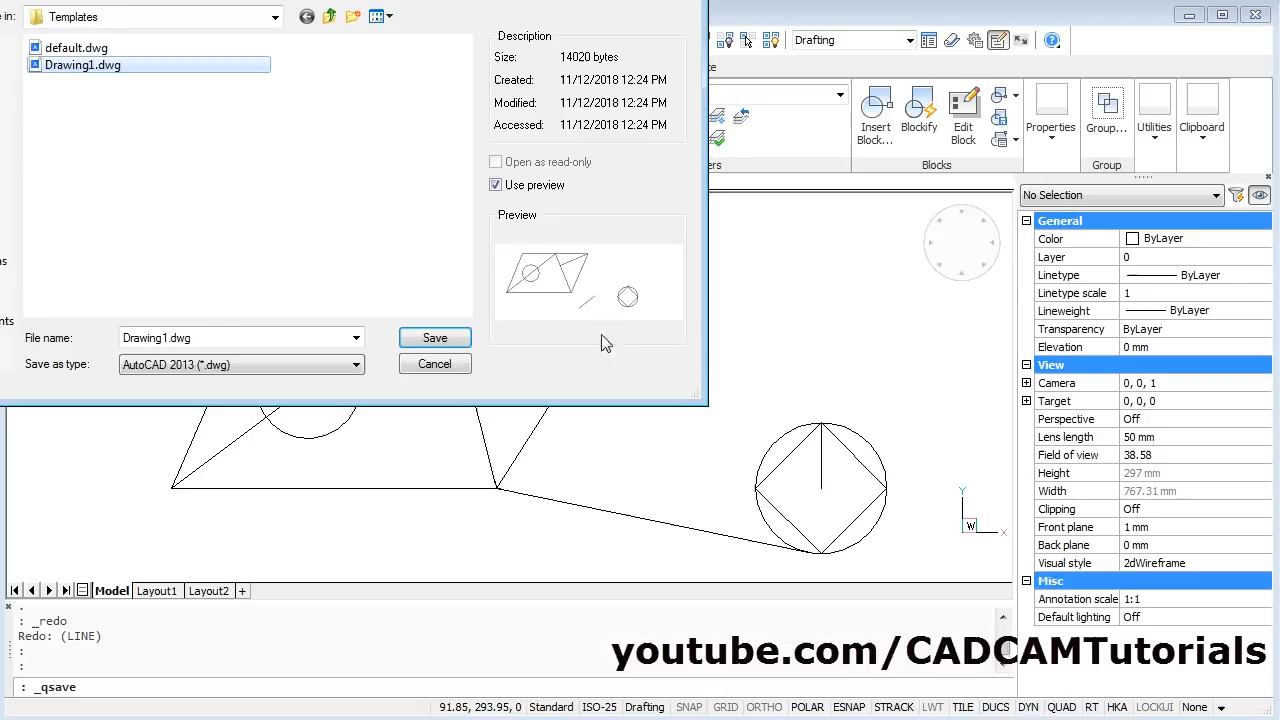 e in:
Templates
default.dwg
Drawing1.dwg
Description
Size:
14020 bytes
Created:
11/12/2018 12:24 PM
Modified:
11/12/2018 12:24 PM
Accessed:
11/12/2018 12:24 PM
Open as read-only
Use preview
Preview
as
nts
File name:
Drawing1.dwg
Save
Save as type:
AutoCAD 2013 (*.dwg)
Cancel
Drafting
te
Insert
Block...
Blockify
Edit
Block
Properties
Group...
Utilities
Clipboard
ers
Blocks
Group
No Selection
General
Color
ByLayer
Layer
0
Linetype
ByLayer
Linetype scale
1
Lineweight
ByLayer
Transparency
ByLayer
Elevation
0 mm
View
Camera
0, 0, 1
Target
0, 0, 0
Perspective
Off
Lens length
50 mm
Field of view
38.58
Height
297 mm
Width
767.31 mm
Clipping
Off
Front plane
1 mm
Back plane
0 mm
Visual style
2dWireframe
Misc
Annotation scale
1:1
Default lighting
Off
Y
W
X
Model
Layout1
Layout2
+
:
: _redo
Redo: (LINE)
:
:
: _qsave
youtube.com/CADCAMTutorials
91.85, 293.95, 0
Standard
ISO-25
Drafting
SNAP
GRID
ORTHO
POLAR
ESNAP
STRACK
LWT
TILE
DUCS
DYN
QUAD
RT
HKA
LOCKUI
None